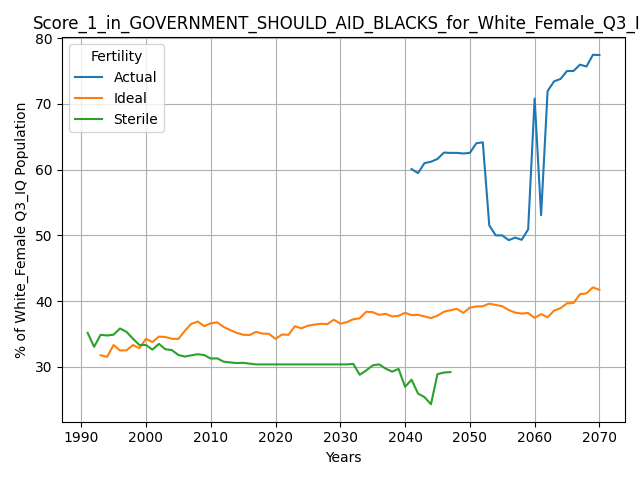 Score_1_in_GOVERNMENT_SHOULD_AID_BLACKS_for_White_Female_Q3_I
Fertility
Actual
Ideal
Sterile
% of White_Female Q3_IQ Population
80
70
60
50
40
30
1990 2000 2010 2020 2030 2040 2050 2060 2070
Years